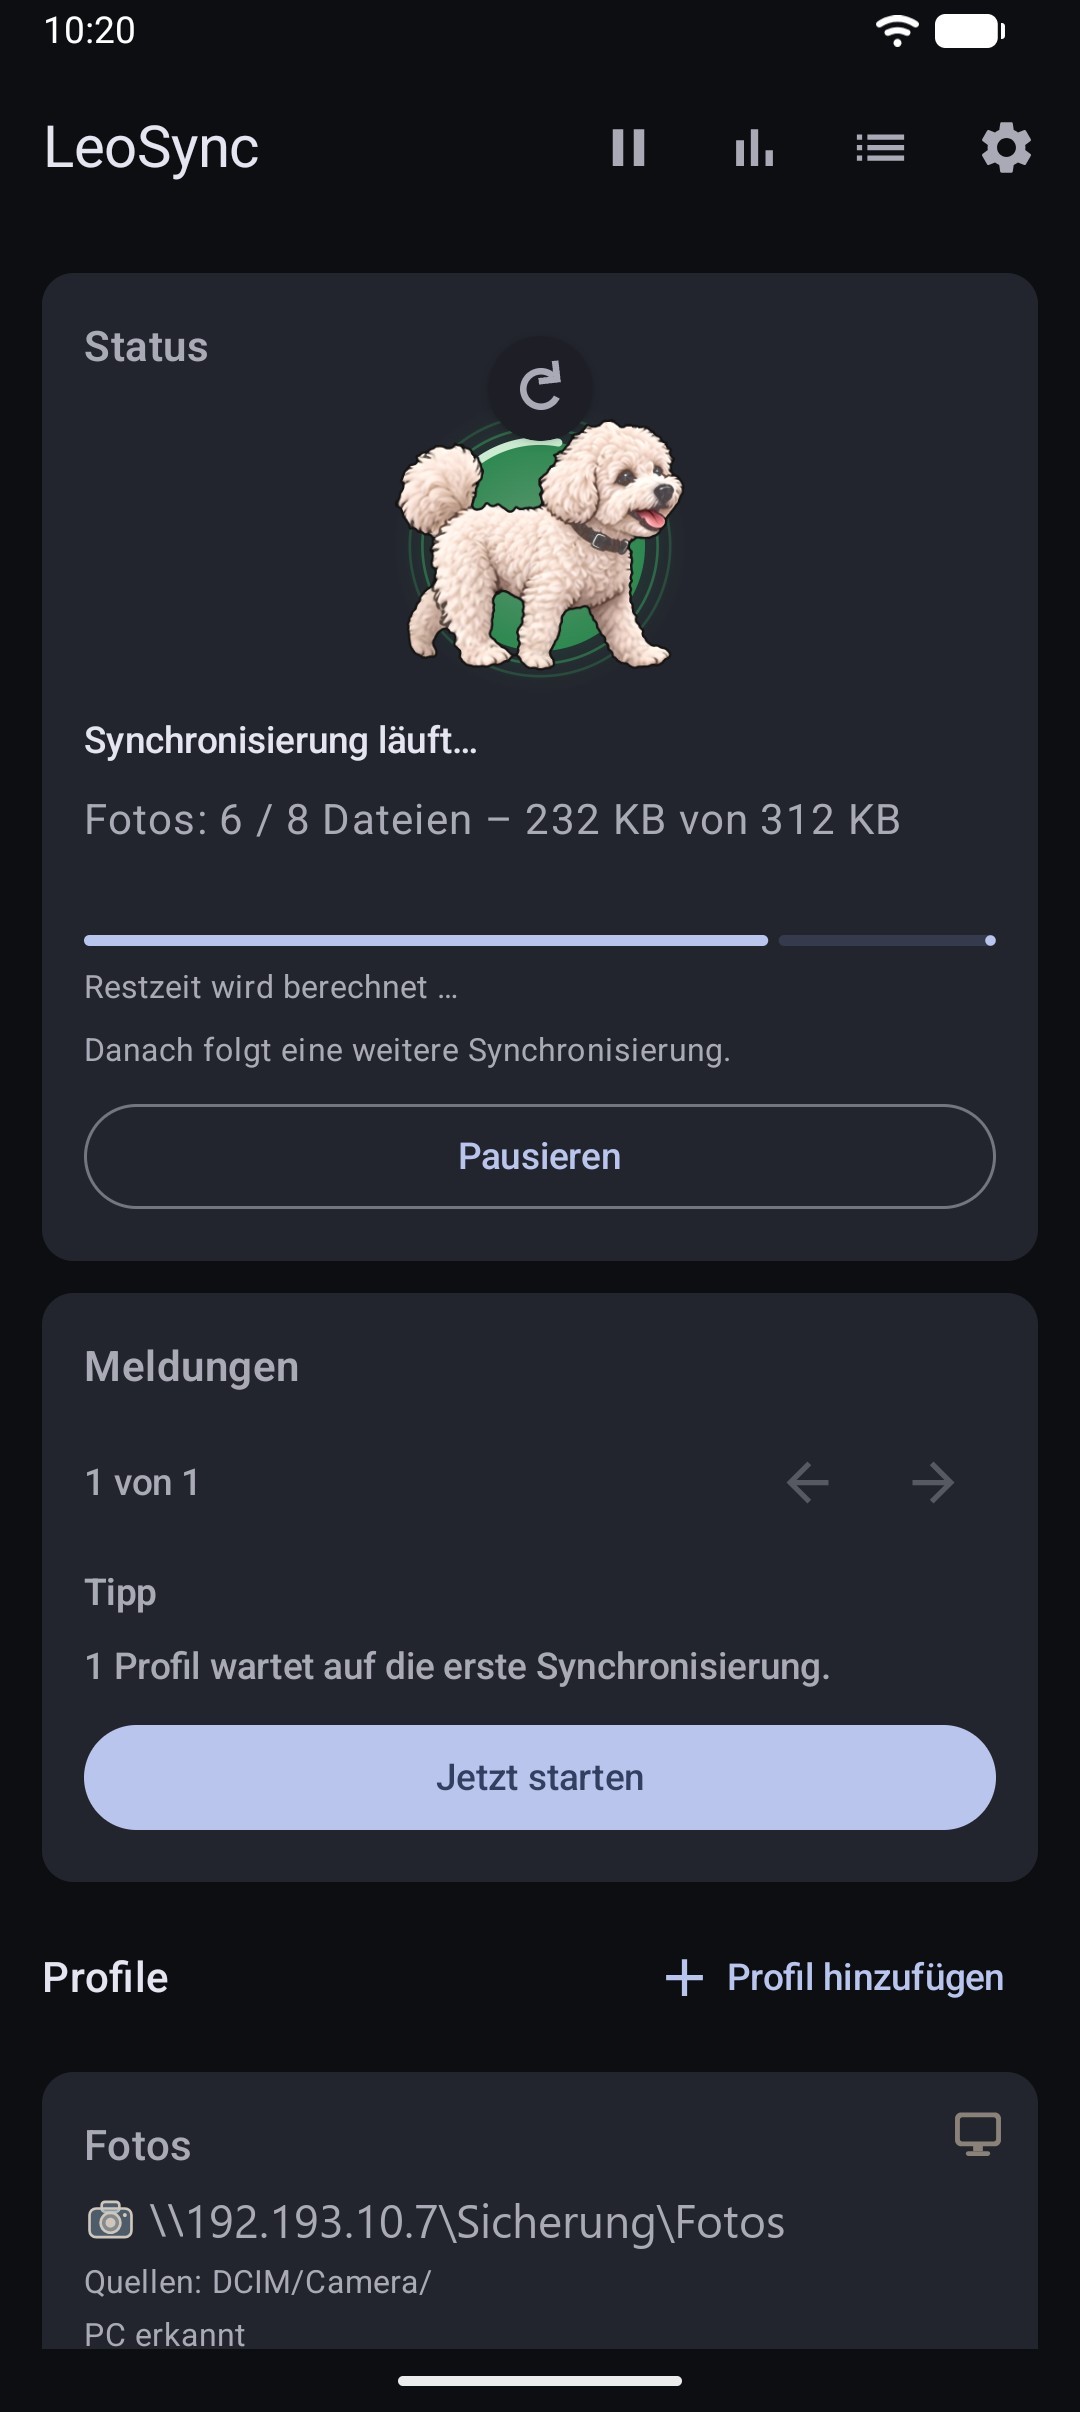 10:20
LeoSync
Status
Synchronisierung läuft…
Fotos: 6 / 8 Dateien – 232 KB von 312 KB
Restzeit wird berechnet …
Danach folgt eine weitere Synchronisierung.
Pausieren
Meldungen
1 von 1
Tipp
1 Profil wartet auf die erste Synchronisierung.
Jetzt starten
Profile
Profil hinzufügen
Fotos
\\192.193.10.7\Sicherung\Fotos
Quellen: DCIM/Camera/
PC erkannt